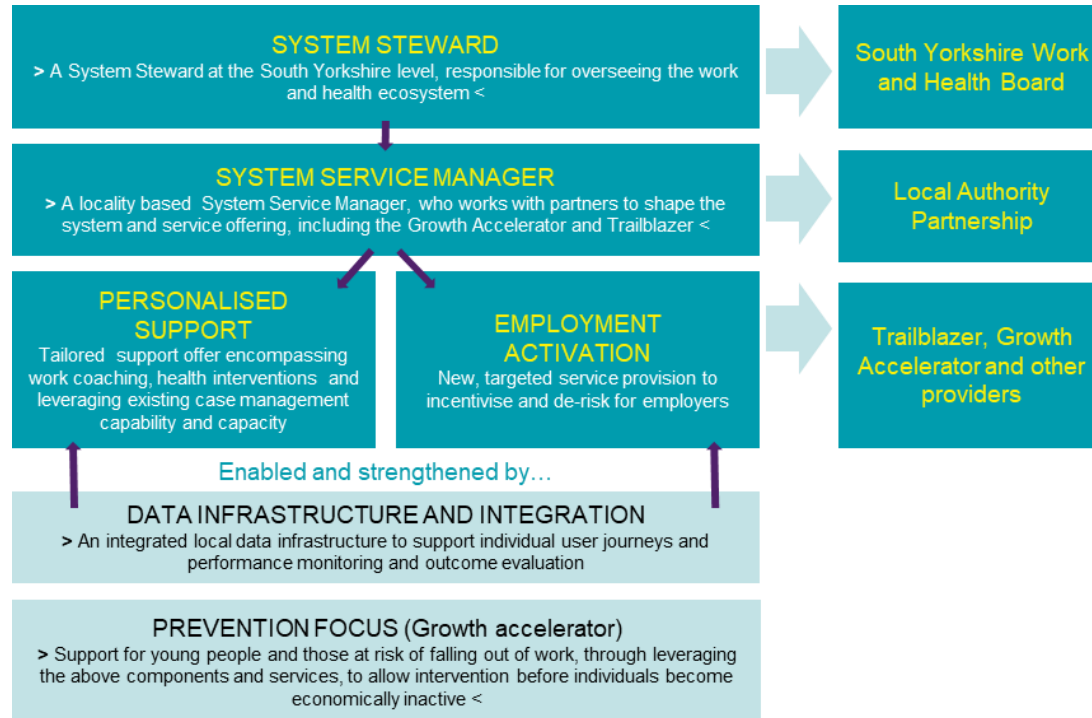 SYSTEM STEWARD
> A System Steward at the South Yorkshire level, responsible for overseeing the work
and health ecosystem <
South Yorkshire Work
and Health Board
SYSTEM SERVICE MANAGER
> A locality based System Service Manager, who works with partners to shape the
system and service offering, including the Growth Accelerator and Trailblazer <
Local Authority
Partnership
PERSONALISED
SUPPORT
Tailored support offer encompassing
work coaching, health interventions and
leveraging existing case management
capability and capacity
EMPLOYMENT
ACTIVATION
New, targeted service provision to
incentivise and de-risk for employers
Trailblazer, Growth
Accelerator and other
providers
Enabled and strengthened by...
DATA INFRASTRUCTURE AND INTEGRATION
> An integrated local data infrastructure to support individual user journeys and
performance monitoring and outcome evaluation
PREVENTION FOCUS (Growth accelerator)
> Support for young people and those at risk of falling out of work, through leveraging
the above components and services, to allow intervention before individuals become
economically inactive <